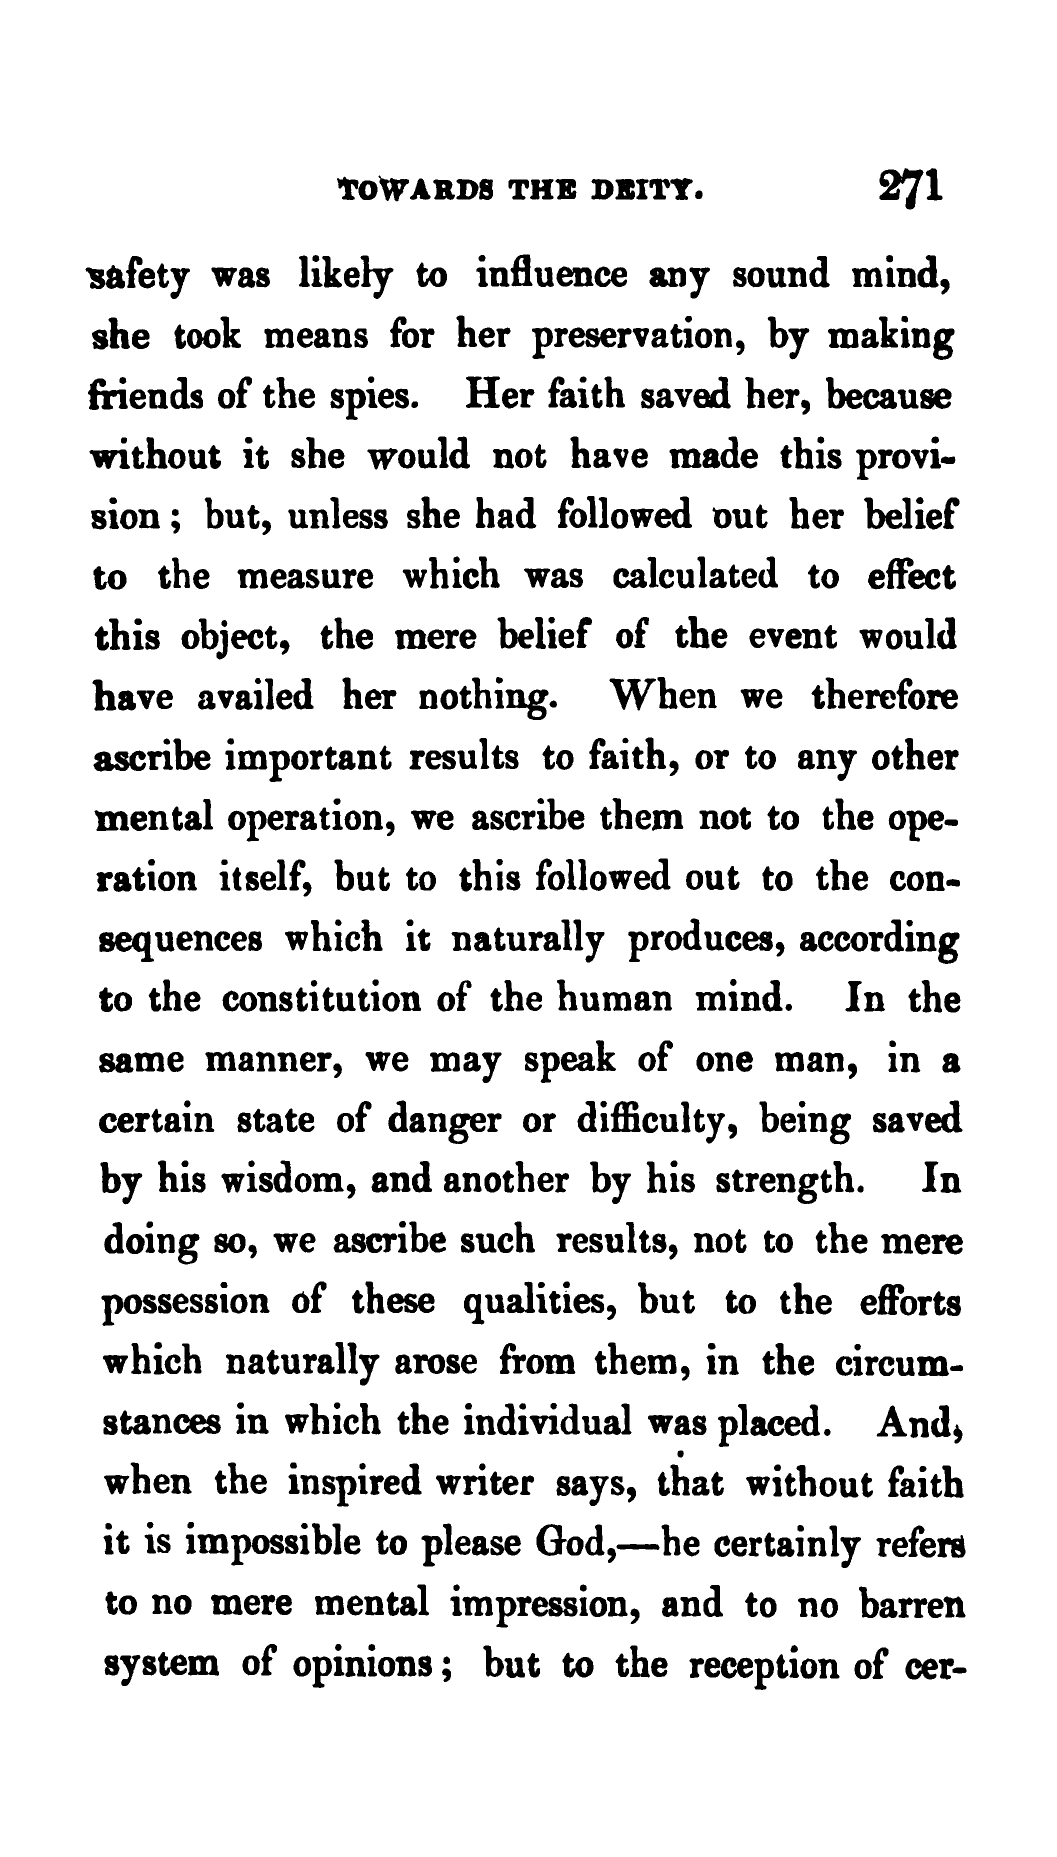 TOWARDS THE DEITY. 271
safety was likely to influence any sound mind,
she took means for her preservation, by making
friends of the spies. Her faith saved her, because
without it she would not have made this provi-
sion ; but, unless she had followed out her belief
to the measure which was calculated to effect
this object, the mere belief of the event would
have availed her nothing. When we therefore
ascribe important results to faith, or to any other
mental operation, we ascribe them not to the ope-
ration itself, but to this followed out to the con-
sequences which it naturally produces, according
to the constitution of the human mind. In the
same manner, we may speak of one man, in a
certain state of danger or difficulty, being saved
by his wisdom, and another by his strength. In
doing so, we ascribe such results, not to the mere
possession of these qualities, but to the efforts
which naturally arose from them, in the circum-
stances in which the individual was placed. And,
when the inspired writer says, that without faith
it is impossible to please God,—he certainly refers
to no mere mental impression, and to no barren
system of opinions ; but to the reception of cer-